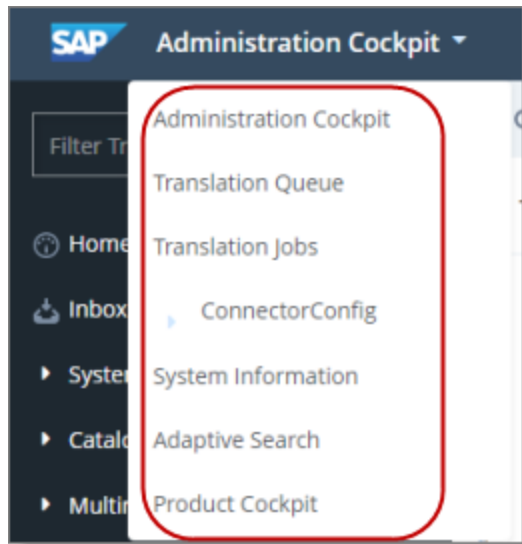 SAP Administration Cockpit
Administration Cockpit
Filter Tr
Translation Queue
Translation Jobs
Home
ConnectorConfig
Inbox
System Information
Syster
Adaptive Search
Catalo
Product Cockpit
Multir